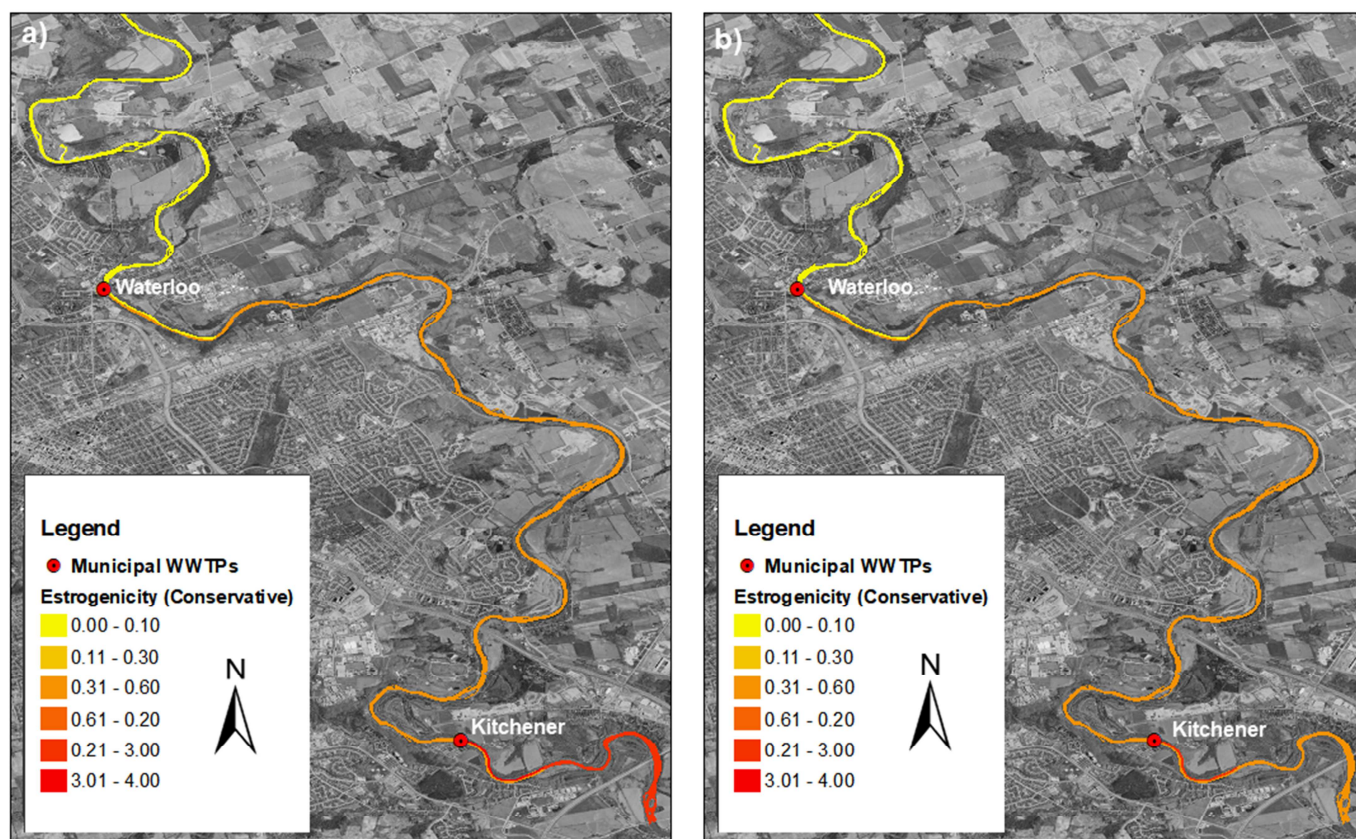 a)
Waterloo
Kitchener
Legend
Municipal WWTPs
Estrogenicity (Conservative)
0.00 - 0.10
0.11 - 0.30
0.31 - 0.60
0.61 - 0.20
0.21 - 3.00
3.01 - 4.00
N
b)
Waterloo
Kitchener
Legend
Municipal WWTPs
Estrogenicity (Conservative)
0.00 - 0.10
0.11 - 0.30
0.31 - 0.60
0.61 - 0.20
0.21 - 3.00
3.01 - 4.00
N